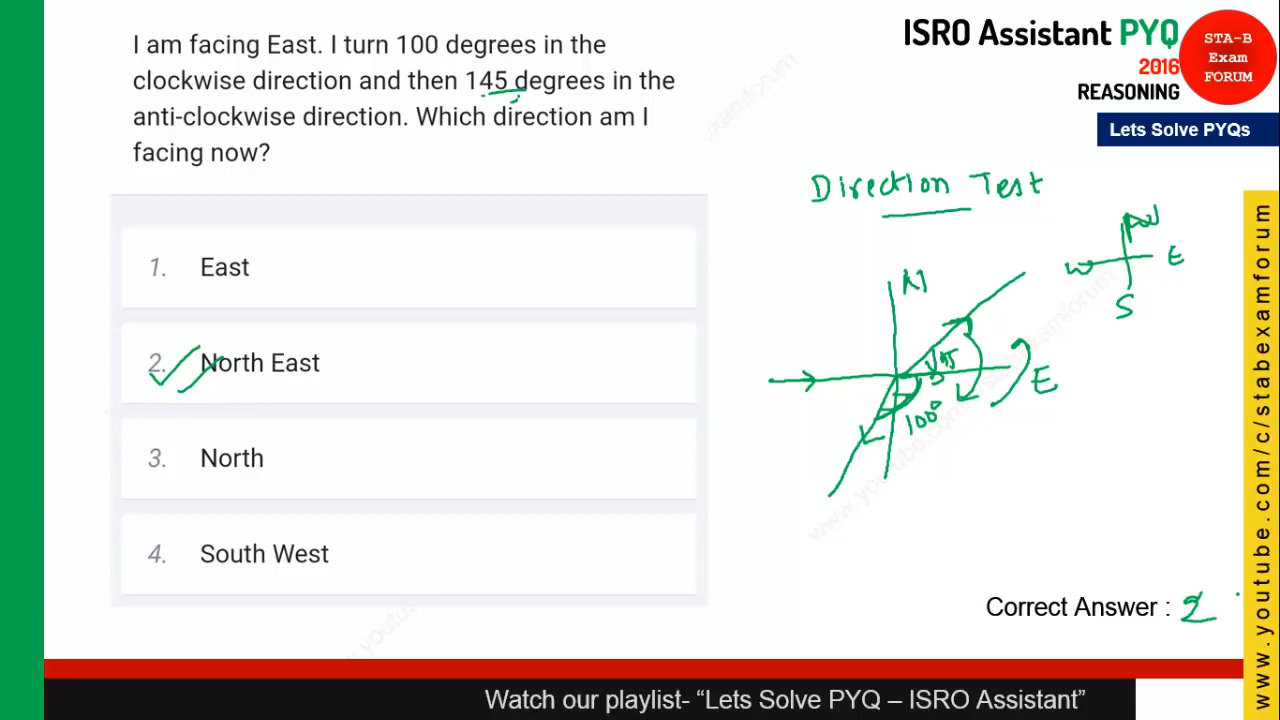 I am facing East. I turn 100 degrees in the
clockwise direction and then 145 degrees in the
anti-clockwise direction. Which direction am I
facing now?
1. East
2. North East
3. North
4. South West
ISRO Assistant PYQ
2016
REASONING
STA-B
Exam
FORUM
Lets Solve PYQs
Direction Test
N
W E
S
N
E
100°
Correct Answer : 2
www.youtube.com/c/stabexamforum
Watch our playlist- “Lets Solve PYQ – ISRO Assistant”